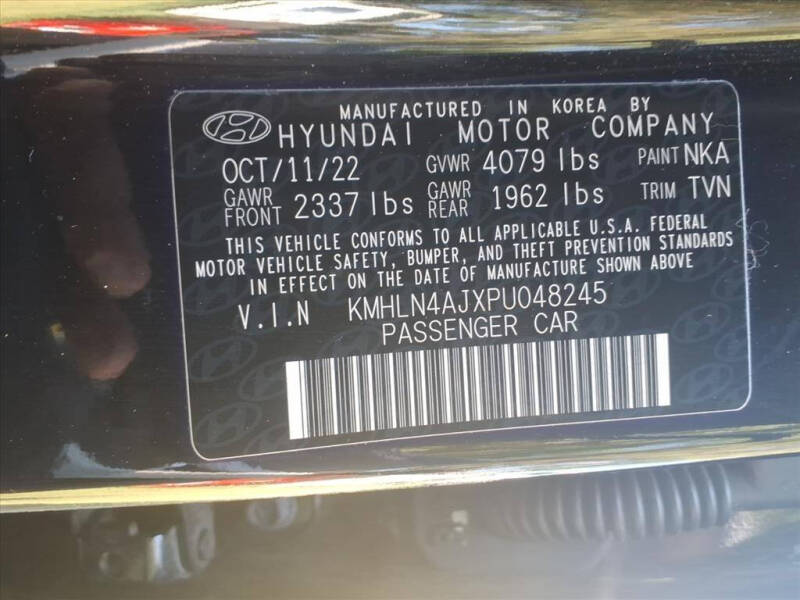 MANUFACTURED IN KOREA BY
HYUNDAI MOTOR COMPANY
OCT/11/22 GVWR 4079 lbs PAINT NKA
GAWR FRONT 2337 lbs GAWR REAR 1962 lbs TRIM TVN
THIS VEHICLE CONFORMS TO ALL APPLICABLE U.S.A. FEDERAL
MOTOR VEHICLE SAFETY, BUMPER, AND THEFT PREVENTION STANDARDS
IN EFFECT ON THE DATE OF MANUFACTURE SHOWN ABOVE
V.I.N KMHLN4AJXPU048245
PASSENGER CAR